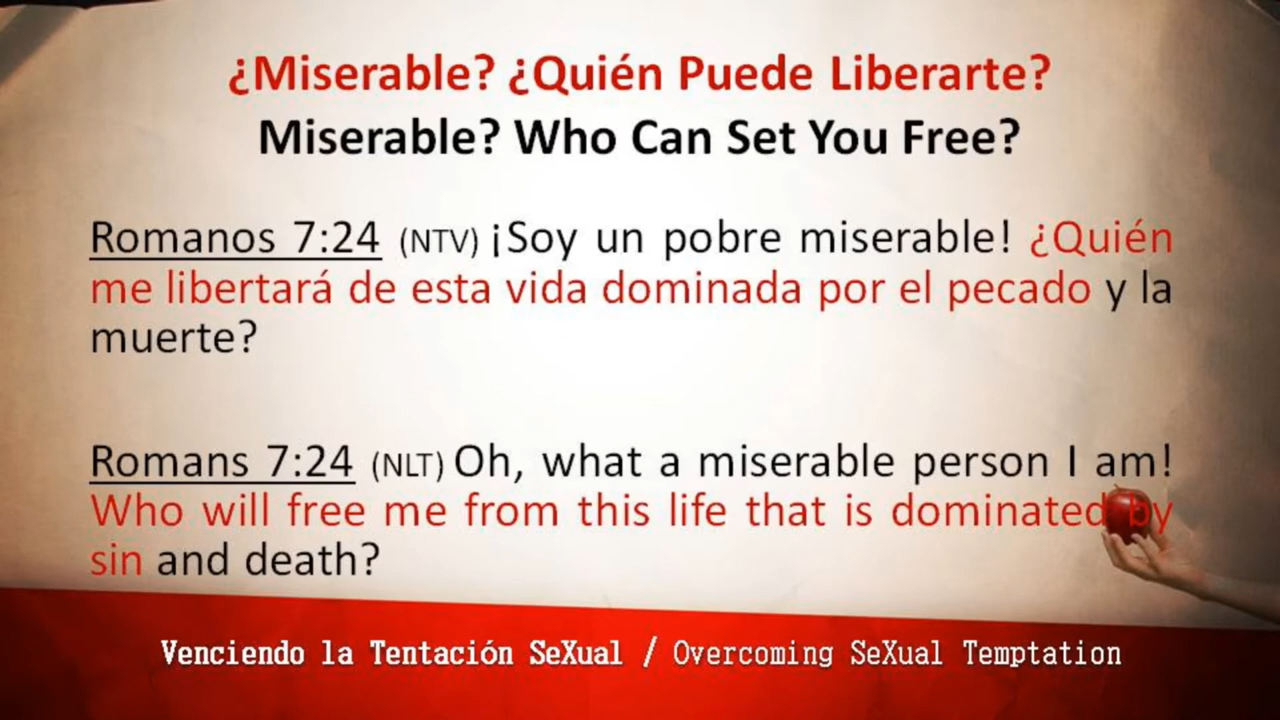 ¿Miserable? ¿Quién Puede Liberarte?
Miserable? Who Can Set You Free?
Romanos 7:24 (NTV) ¡Soy un pobre miserable! ¿Quién
me libertará de esta vida dominada por el pecado y la
muerte?
Romans 7:24 (NLT) Oh, what a miserable person I am!
Who will free me from this life that is dominated by
sin and death?
Venciendo la Tentación SeXual / Overcoming SeXual Temptation